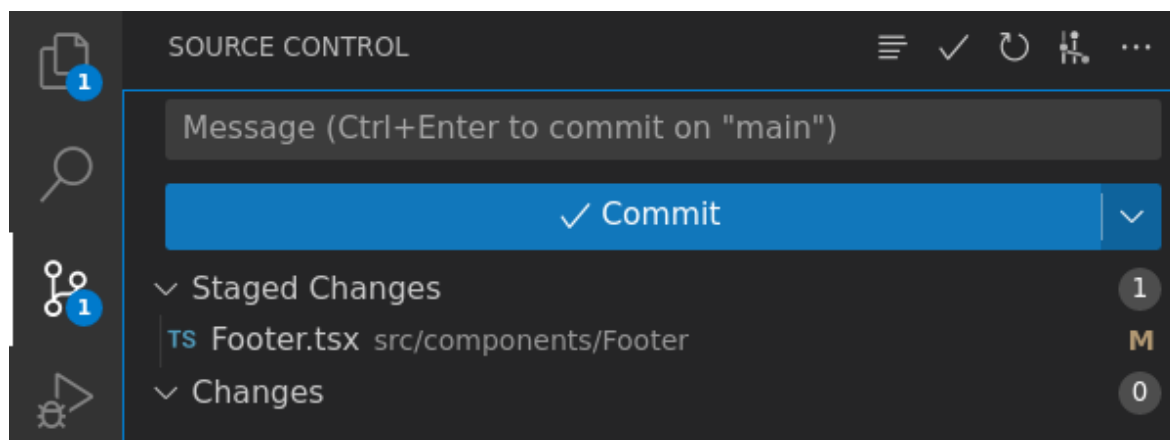 SOURCE CONTROL
1
Message (Ctrl+Enter to commit on "main")
Commit
Staged Changes 1
1
TS Footer.tsx src/components/Footer M
Changes 0